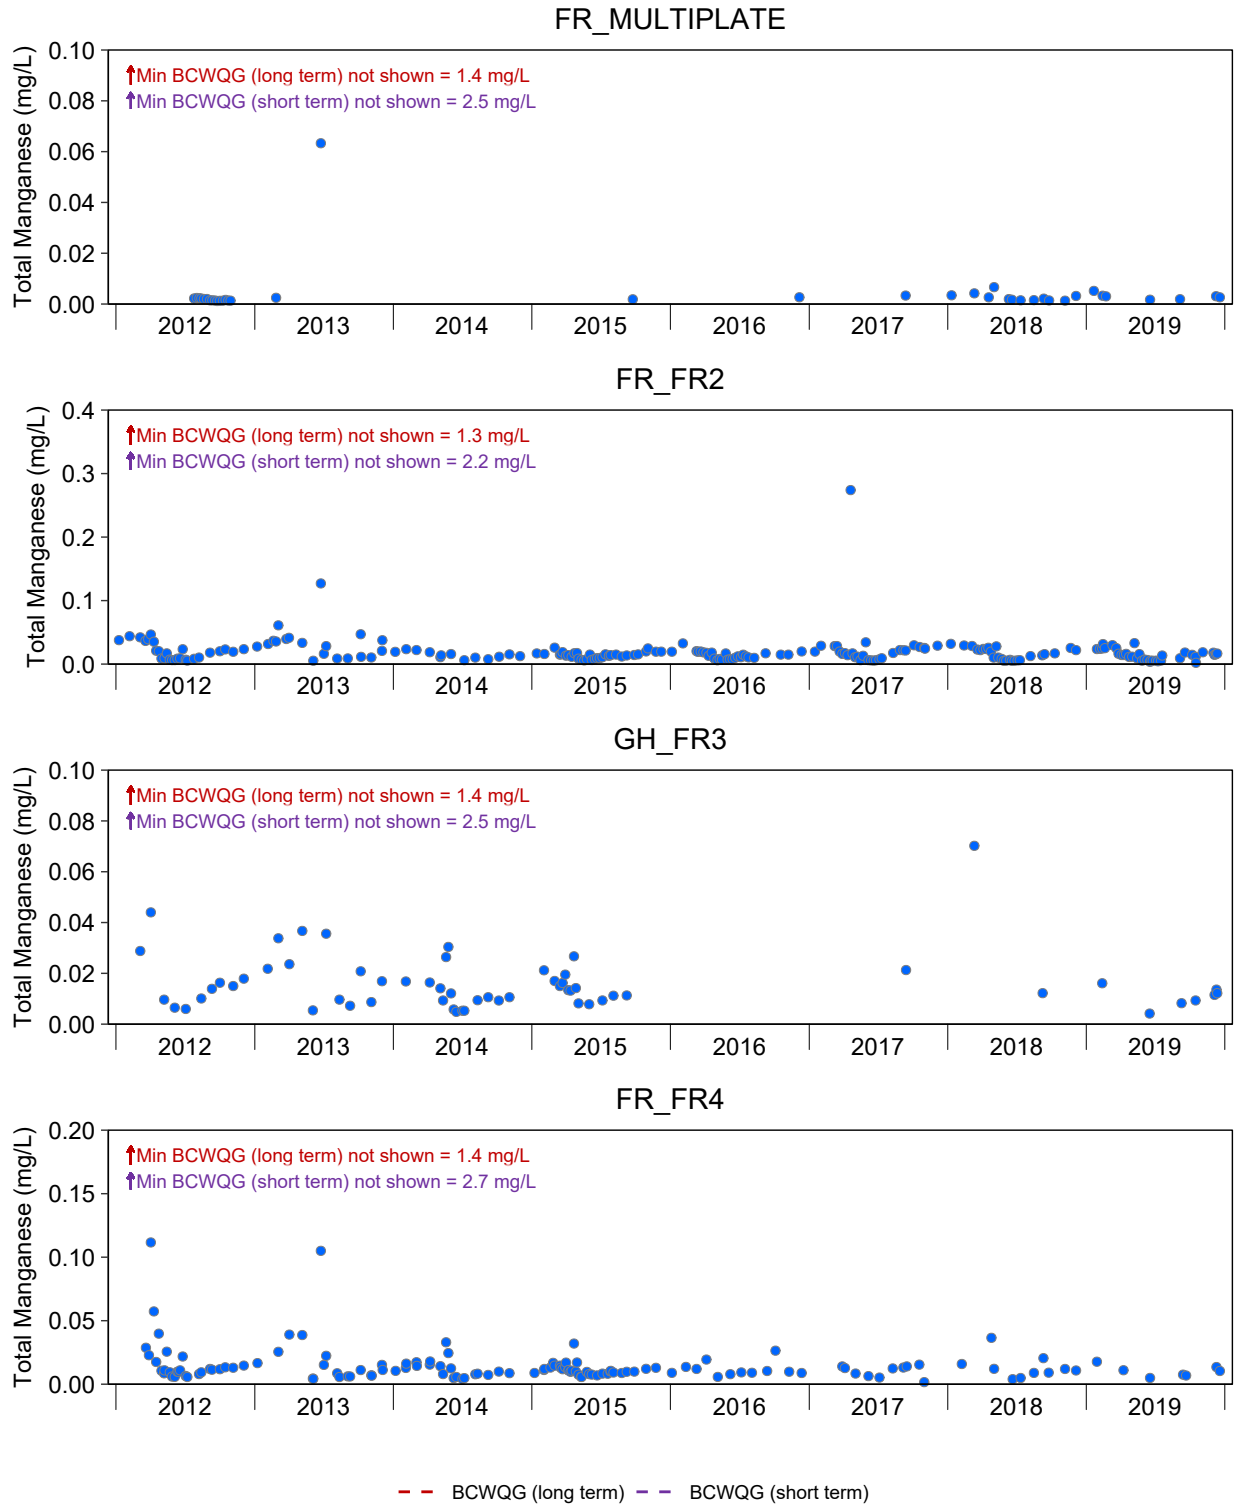 FR_MULTIPLATE
Total Manganese (mg/L)
0.10
0.08
0.06
0.04
0.02
0.00
Min BCWQG (long term) not shown = 1.4 mg/L
Min BCWQG (short term) not shown = 2.5 mg/L
2012 2013 2014 2015 2016 2017 2018 2019
FR_FR2
Total Manganese (mg/L)
0.4
0.3
0.2
0.1
0.0
Min BCWQG (long term) not shown = 1.3 mg/L
Min BCWQG (short term) not shown = 2.2 mg/L
2012 2013 2014 2015 2016 2017 2018 2019
GH_FR3
Total Manganese (mg/L)
0.10
0.08
0.06
0.04
0.02
0.00
Min BCWQG (long term) not shown = 1.4 mg/L
Min BCWQG (short term) not shown = 2.5 mg/L
2012 2013 2014 2015 2016 2017 2018 2019
FR_FR4
Total Manganese (mg/L)
0.20
0.15
0.10
0.05
0.00
Min BCWQG (long term) not shown = 1.4 mg/L
Min BCWQG (short term) not shown = 2.7 mg/L
2012 2013 2014 2015 2016 2017 2018 2019
BCWQG (long term) BCWQG (short term)